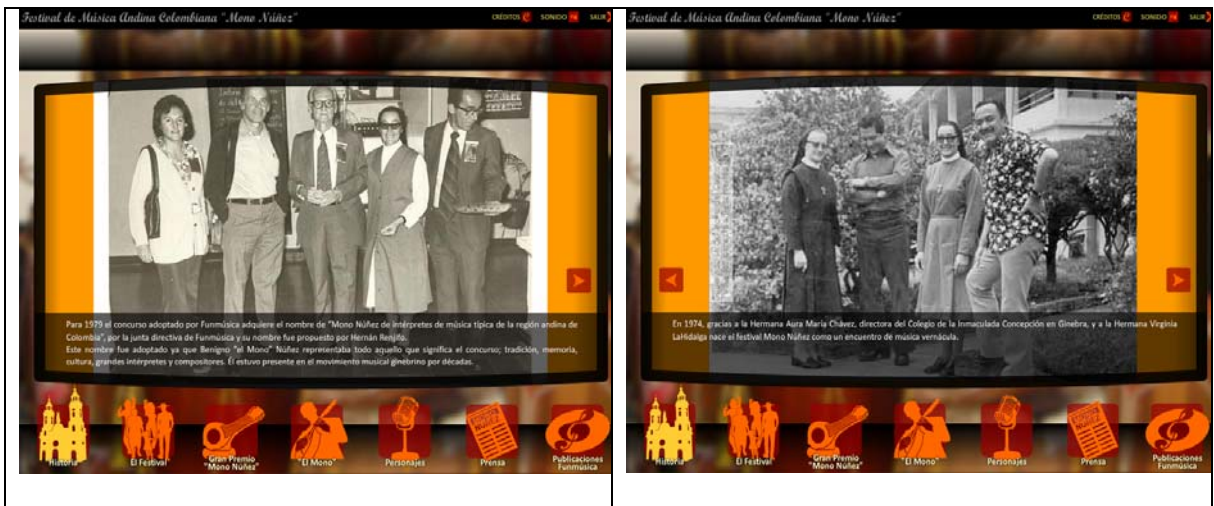 Festival de Música Andina Colombiana "Mono Núñez"
CRÉDITOS
SONIDO
SALIR
Para 1979 el concurso adoptado por Funmúsica adquiere el nombre de "Mono Núñez de intérpretes de música típica de la región andina de
Colombia", por la junta directiva de Funmúsica y su nombre fue propuesto por Hernán Renjifo.
Este nombre fue adoptado ya que Benigno "el Mono" Núñez representaba todo aquello que significa el concurso; tradición, memoria,
cultura, grandes intérpretes y compositores. Él estuvo presente en el movimiento musical ginebrino por décadas.
Historia
El Festival
Gran Premio
"Mono Núñez"
"El Mono"
Personajes
Prensa
Publicaciones
Funmúsica
Festival de Música Andina Colombiana "Mono Núñez"
CRÉDITOS
SONIDO
SALIR
En 1974, gracias a la Hermana Aura María Chávez, directora del Colegio de la Inmaculada Concepción en Ginebra, y a la Hermana Virginia
LaHidalga nace el festival Mono Núñez como un encuentro de música vernácula.
Historia
El Festival
Gran Premio
"Mono Núñez"
"El Mono"
Personajes
Prensa
Publicaciones
Funmúsica